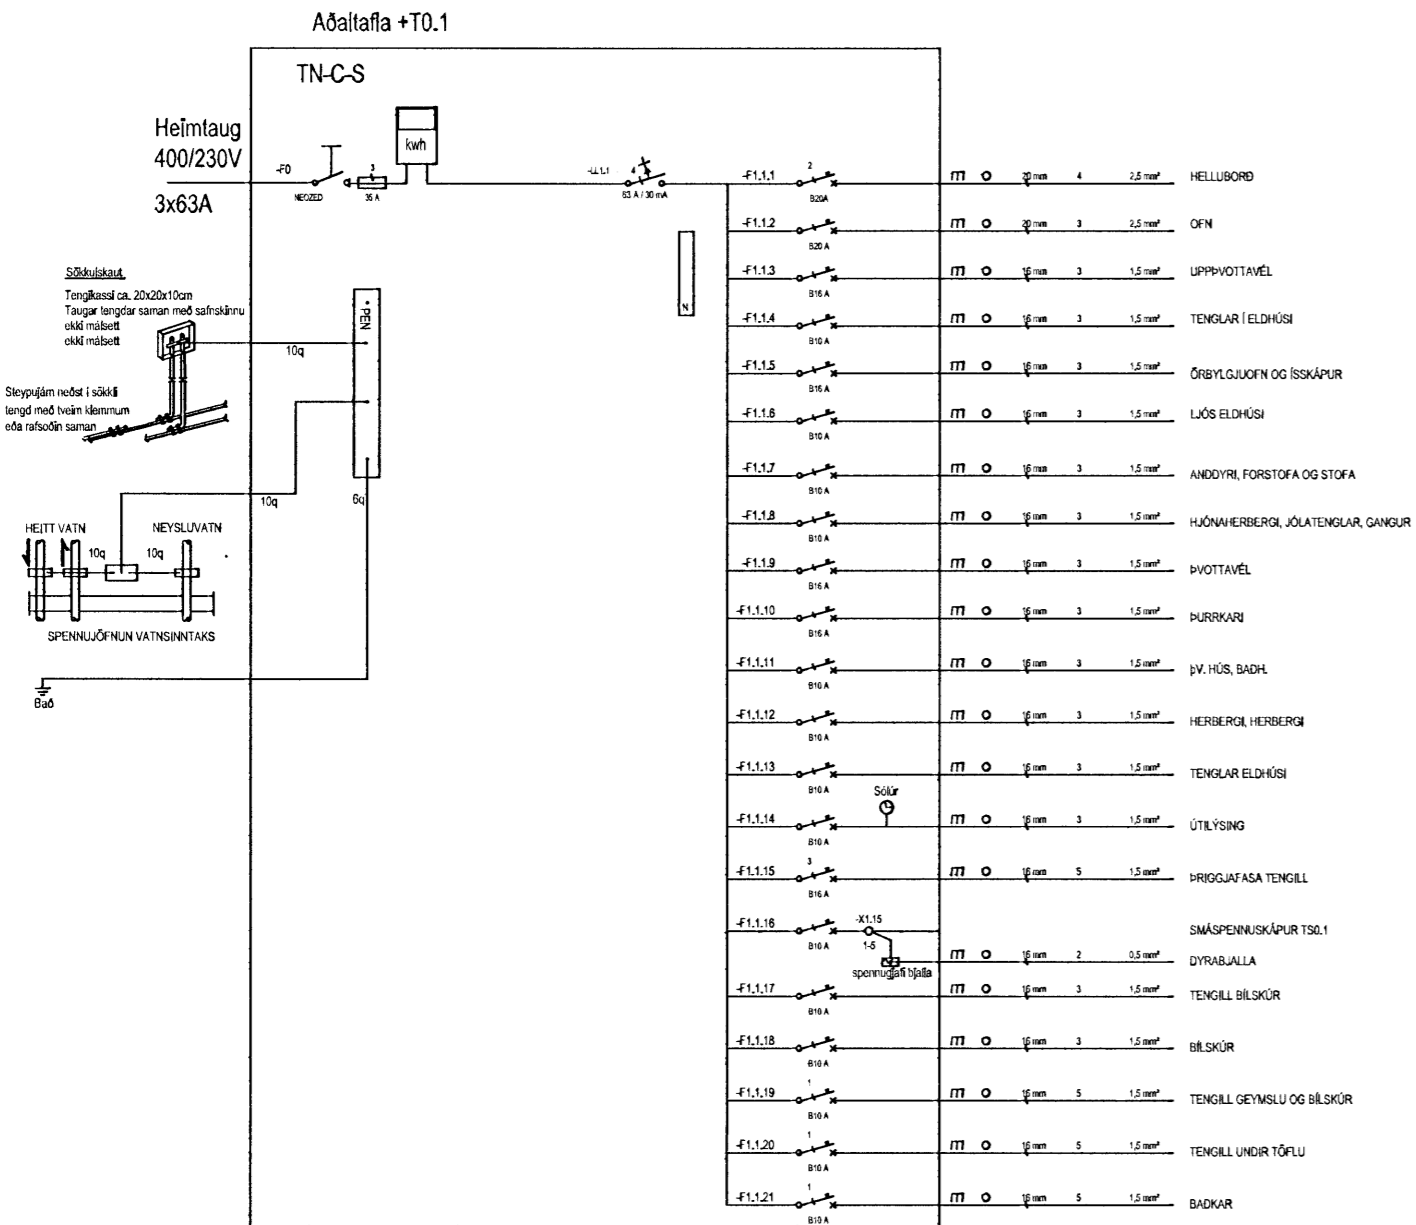 Aðaltafla +T0.1
TN-C-S
Heimtaug
400/230V
3x63A
-F0
NEOZED
3
35 A
kwh
-LL1.1
4
63 A / 30 mA
N
Sökkulskaut
Tengikassi ca. 20x20x10cm
Taugar tengdar saman með safnskinnu
ekki málsett
ekki málsett
Steypujárn neðst í sökkli
tengd með tveim klemmum
eða rafsoðin saman
• PEN
10q
10q
6q
HEITT VATN
NEYSLUVATN
10q
10q
SPENNUJÖFNUN VATNSINNTAKS
Bað
-F1.1.1 2 B20A m O 20 mm 4 2,5 mm² HELLUBORÐ
-F1.1.2 B20 A m O 20 mm 3 2,5 mm² OFN
-F1.1.3 B16 A m O 16 mm 3 1,5 mm² UPPÞVOTTAVÉL
-F1.1.4 B10 A m O 16 mm 3 1,5 mm² TENGLAR Í ELDHÚSI
-F1.1.5 B16 A m O 16 mm 3 1,5 mm² ÖRBYLGJUOFN OG ÍSSKÁPUR
-F1.1.6 B10 A m O 16 mm 3 1,5 mm² LJÓS ELDHÚSI
-F1.1.7 B10 A m O 16 mm 3 1,5 mm² ANDDYRI, FORSTOFA OG STOFA
-F1.1.8 B10 A m O 16 mm 3 1,5 mm² HJÓNAHERBERGI, JÓLATENGLAR, GANGUR
-F1.1.9 B16 A m O 16 mm 3 1,5 mm² ÞVOTTAVÉL
-F1.1.10 B16 A m O 16 mm 3 1,5 mm² ÞURRKARI
-F1.1.11 B10 A m O 16 mm 3 1,5 mm² ÞV. HÚS, BAÐH.
-F1.1.12 B10 A m O 16 mm 3 1,5 mm² HERBERGI, HERBERGI
-F1.1.13 B10 A m O 16 mm 3 1,5 mm² TENGLAR ELDHÚSI
Sólúr
-F1.1.14 B10 A m O 16 mm 3 1,5 mm² ÚTILÝSING
-F1.1.15 3 B16 A m O 16 mm 5 1,5 mm² ÞRIGGJAFASA TENGILL
-F1.1.16 B10 A -X1.15 1-5 SMÁSPENNUSKÁPUR TS0.1
spennugjafi bjalla m O 16 mm 2 0,5 mm² DYRABJALLA
-F1.1.17 B10 A m O 16 mm 3 1,5 mm² TENGILL BÍLSKÚR
-F1.1.18 B10 A m O 16 mm 3 1,5 mm² BÍLSKÚR
-F1.1.19 1 B10 A m O 16 mm 5 1,5 mm² TENGILL GEYMSLU OG BÍLSKÚR
-F1.1.20 1 B10 A m O 16 mm 5 1,5 mm² TENGILL UNDIR TÖFLU
-F1.1.21 1 B10 A m O 16 mm 5 1,5 mm² BAÐKAR